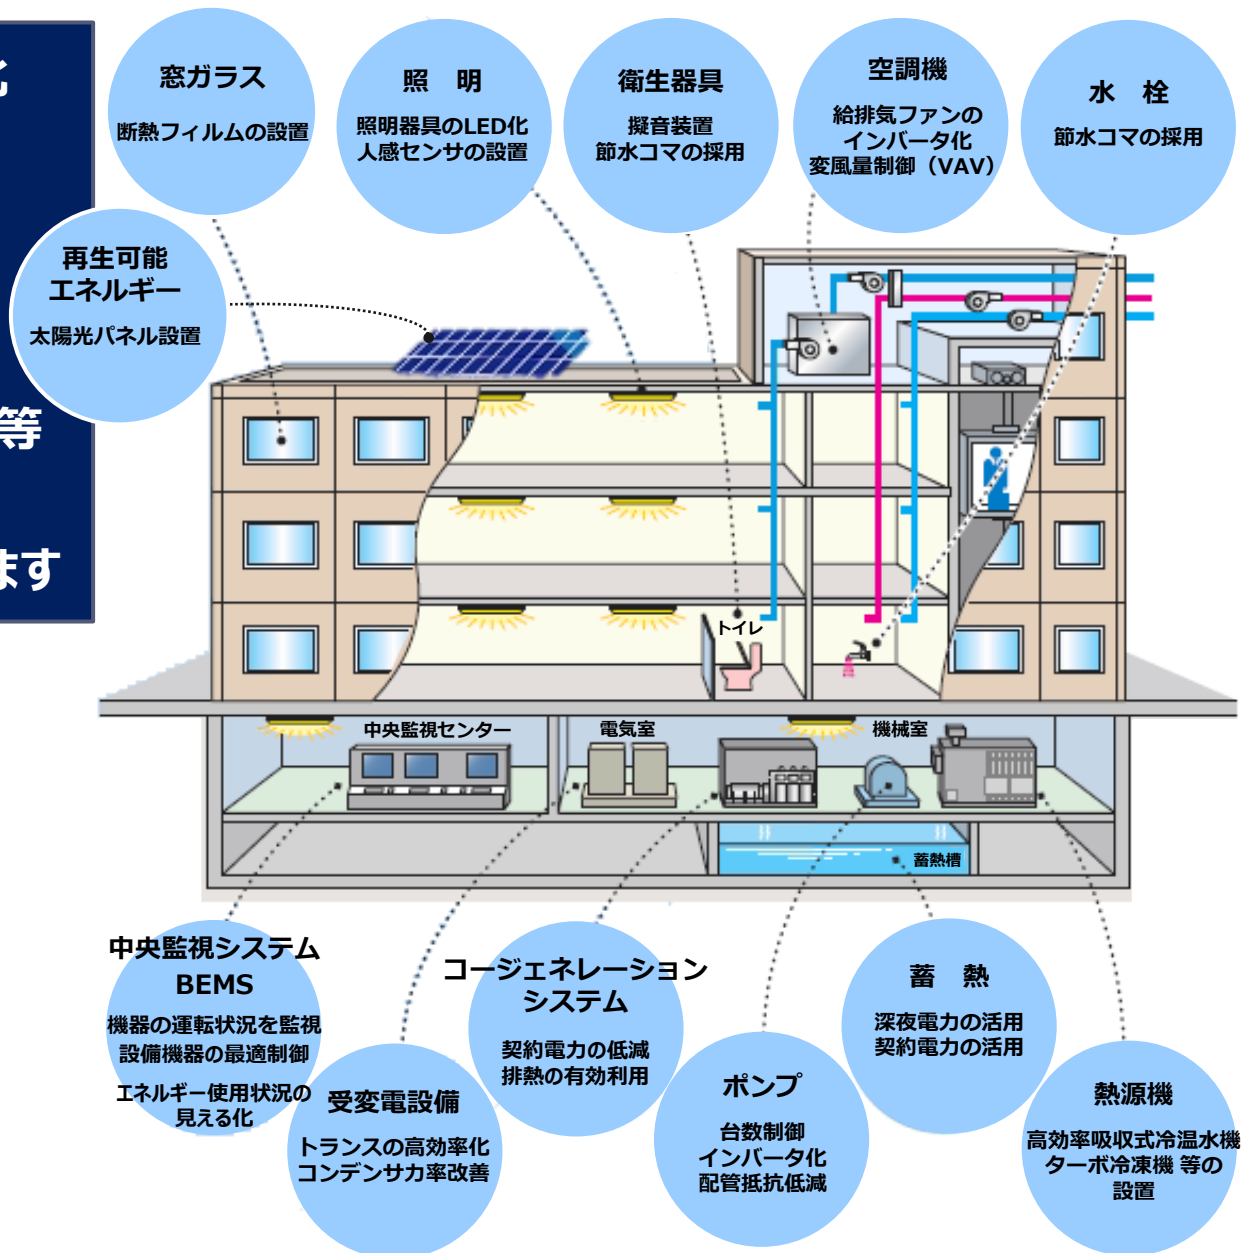 化
等
ます
窓ガラス
断熱フィルムの設置
照　明
照明器具のLED化
人感センサの設置
衛生器具
擬音装置
節水コマの採用
空調機
給排気ファンの
インバータ化
変風量制御（VAV）
水　栓
節水コマの採用
再生可能
エネルギー
太陽光パネル設置
トイレ
中央監視センター
電気室
機械室
蓄熱槽
中央監視システム
BEMS
機器の運転状況を監視
設備機器の最適制御
エネルギー使用状況の
見える化
受変電設備
トランスの高効率化
コンデンサカ率改善
コージェネレーション
システム
契約電力の低減
排熱の有効利用
ポンプ
台数制御
インバータ化
配管抵抗低減
蓄　熱
深夜電力の活用
契約電力の活用
熱源機
高効率吸収式冷温水機
ターボ冷凍機 等の
設置